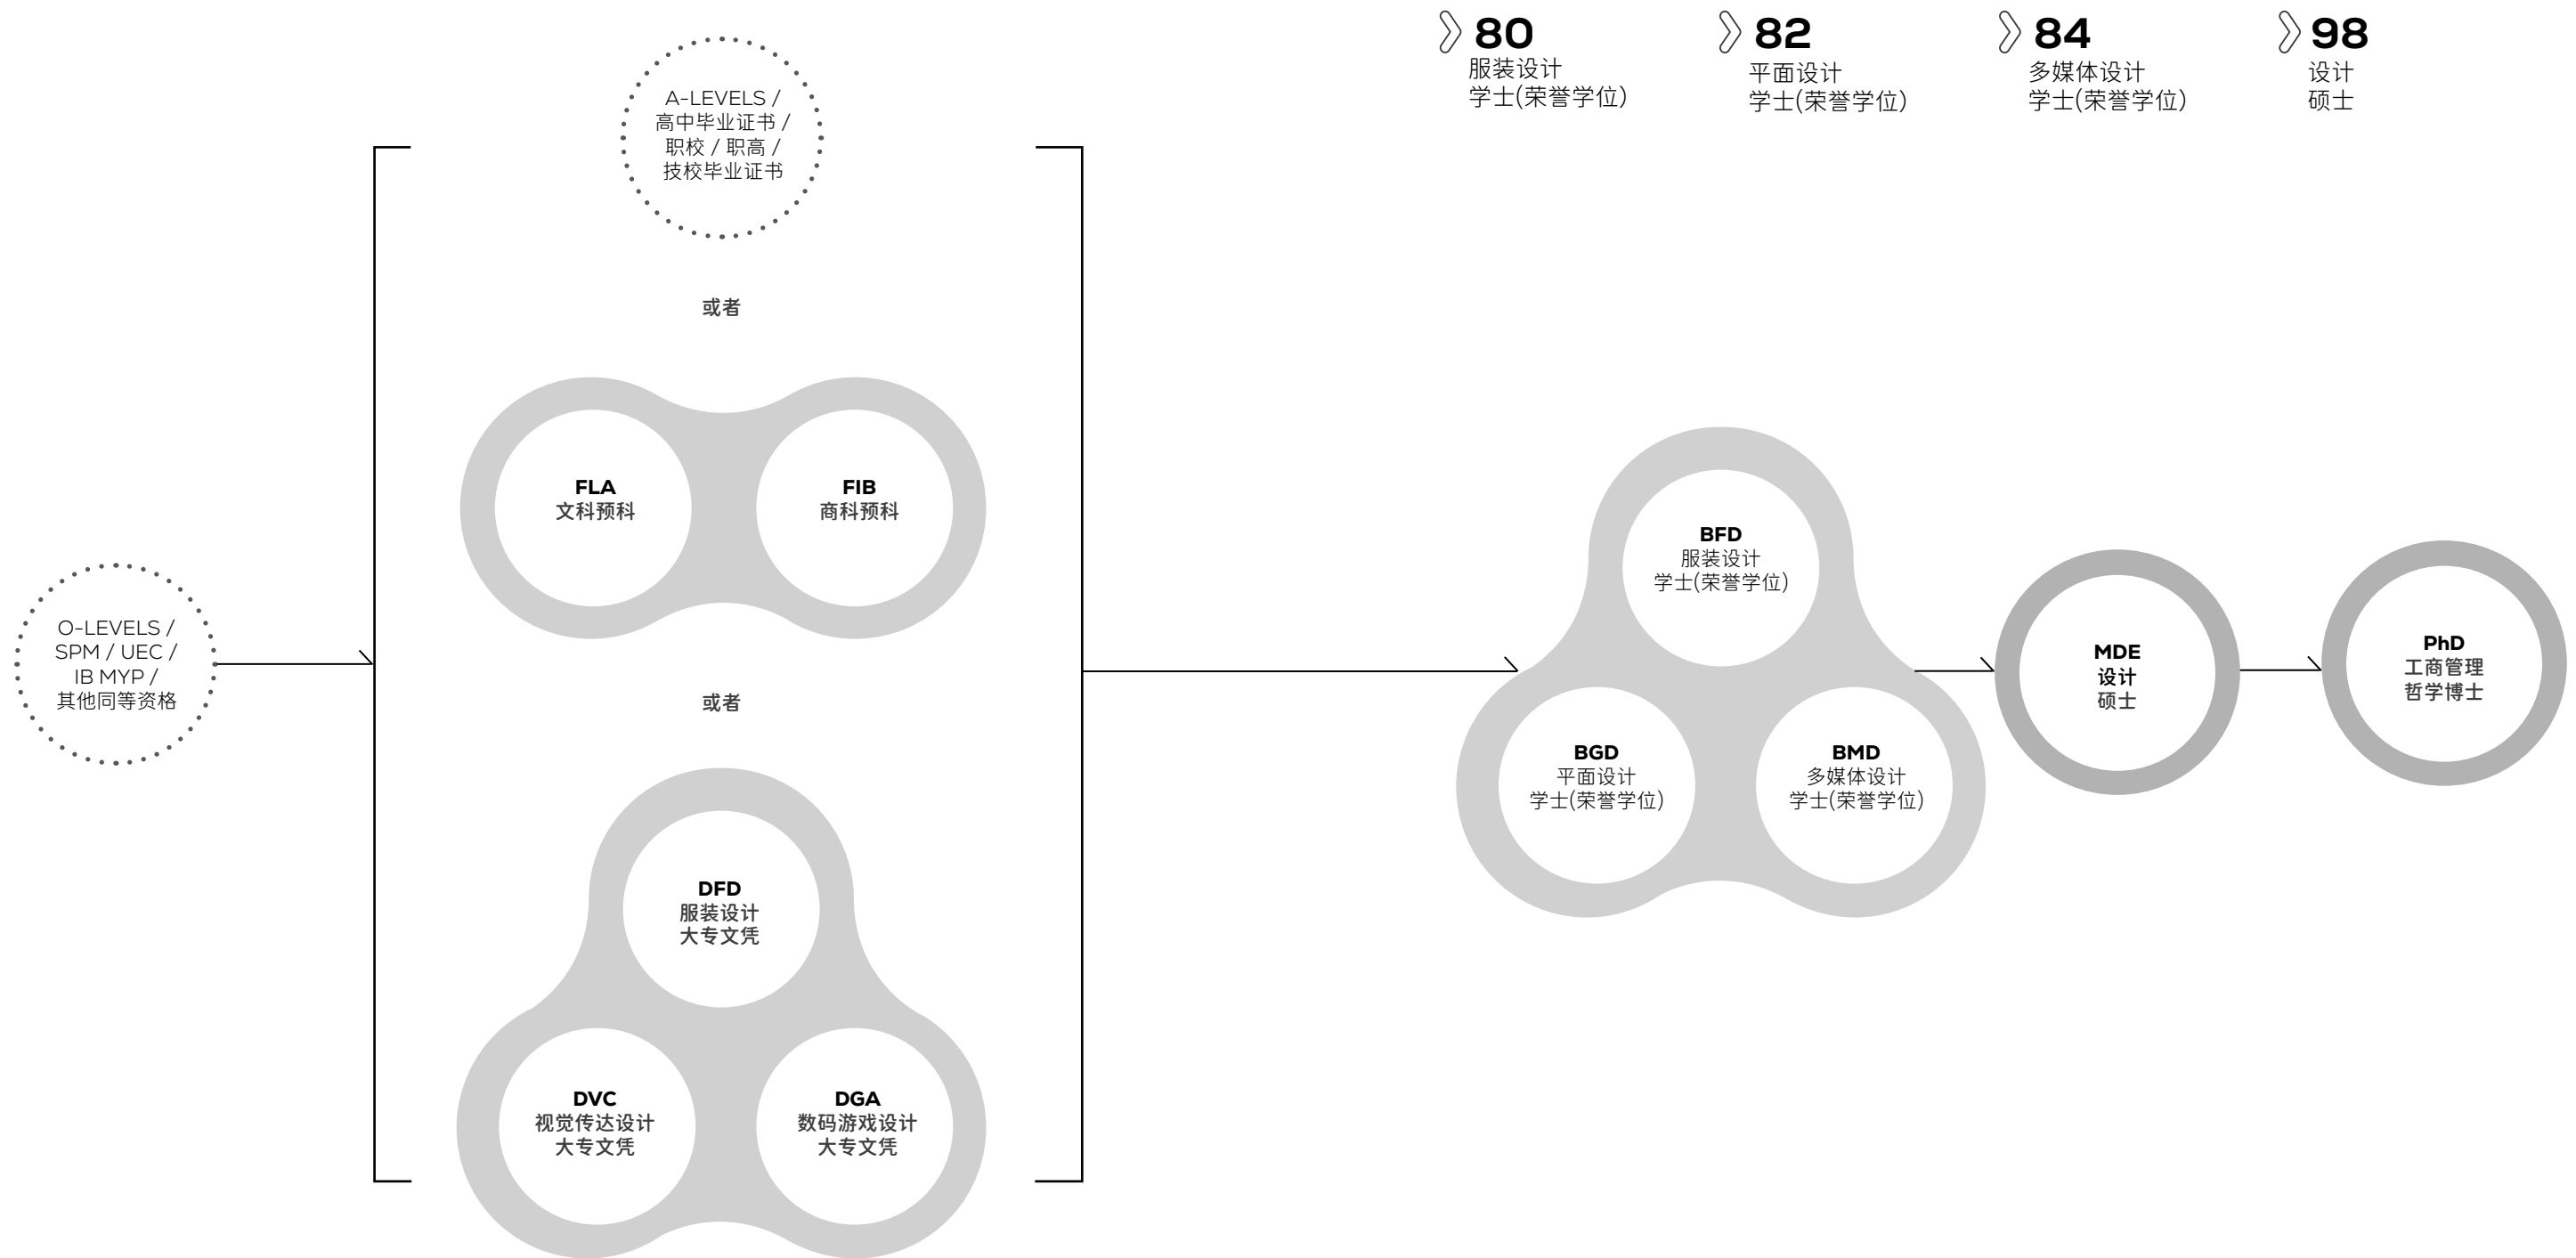 80
服装设计
学士(荣誉学位)
82
平面设计
学士(荣誉学位)
84
多媒体设计
学士(荣誉学位)
98
设计
硕士
A-LEVELS /
高中毕业证书 /
职校 / 职高 /
技校毕业证书
或者
FLA
文科预科
FIB
商科预科
O-LEVELS /
SPM / UEC /
IB MYP /
其他同等资格
或者
DFD
服装设计
大专文凭
DVC
视觉传达设计
大专文凭
DGA
数码游戏设计
大专文凭
BFD
服装设计
学士(荣誉学位)
BGD
平面设计
学士(荣誉学位)
BMD
多媒体设计
学士(荣誉学位)
MDE
设计
硕士
PhD
工商管理
哲学博士